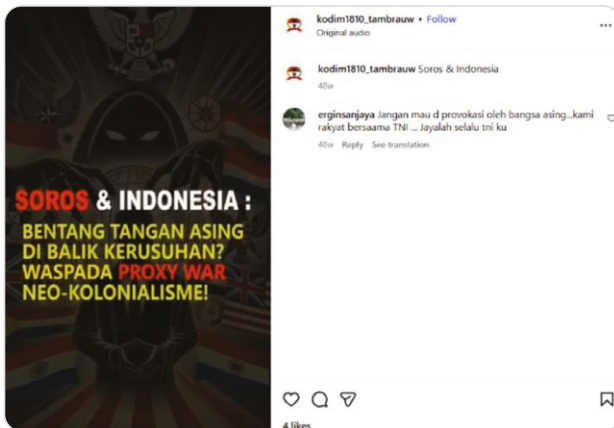 SOROS & INDONESIA :
BENTANG TANGAN ASING
DI BALIK KERUSUHAN?
WASPADA PROXY WAR
NEO-KOLONIALISME!
kodim1810_tambrauw • Follow
Original audio
kodim1810_tambrauw Soros & Indonesia
48w
erginsanjaya Jangan mau d provokasi oleh bangsa asing...kami
rakyat bersaama TNI ... Jayalah selalu tni ku
48w Reply See translation
4 likes